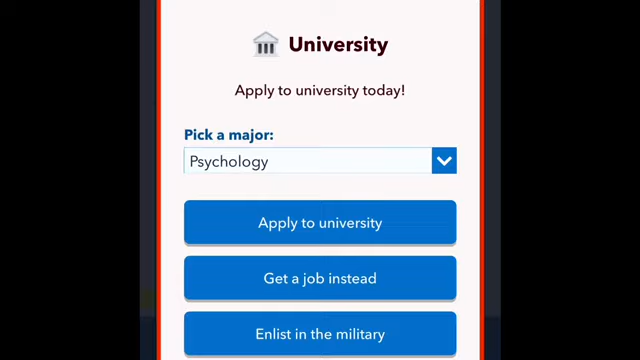 University
Apply to university today!
Pick a major:
Psychology
Apply to university
Get a job instead
Enlist in the military